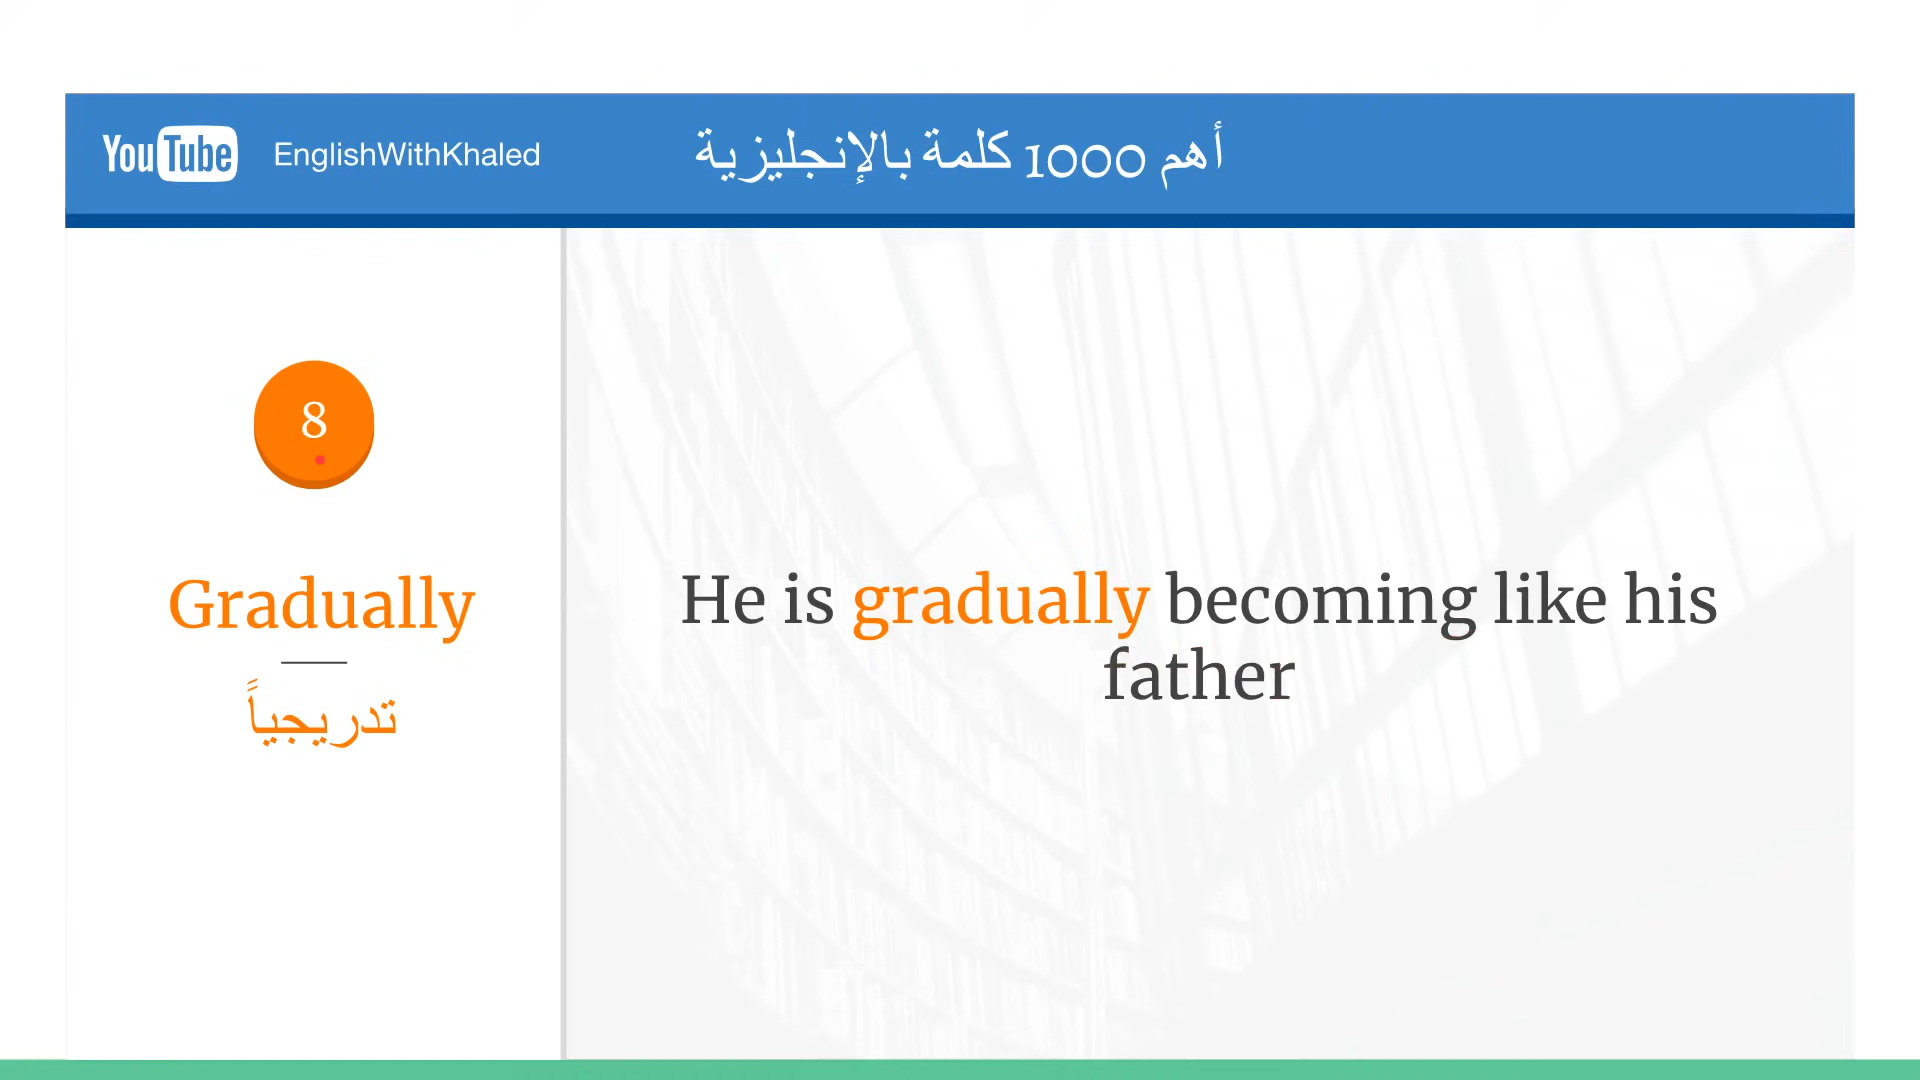 YouTube EnglishWithKhaled
أهم 1000 كلمة بالإنجليزية
8
Gradually
تدريجياً
He is gradually becoming like his
father